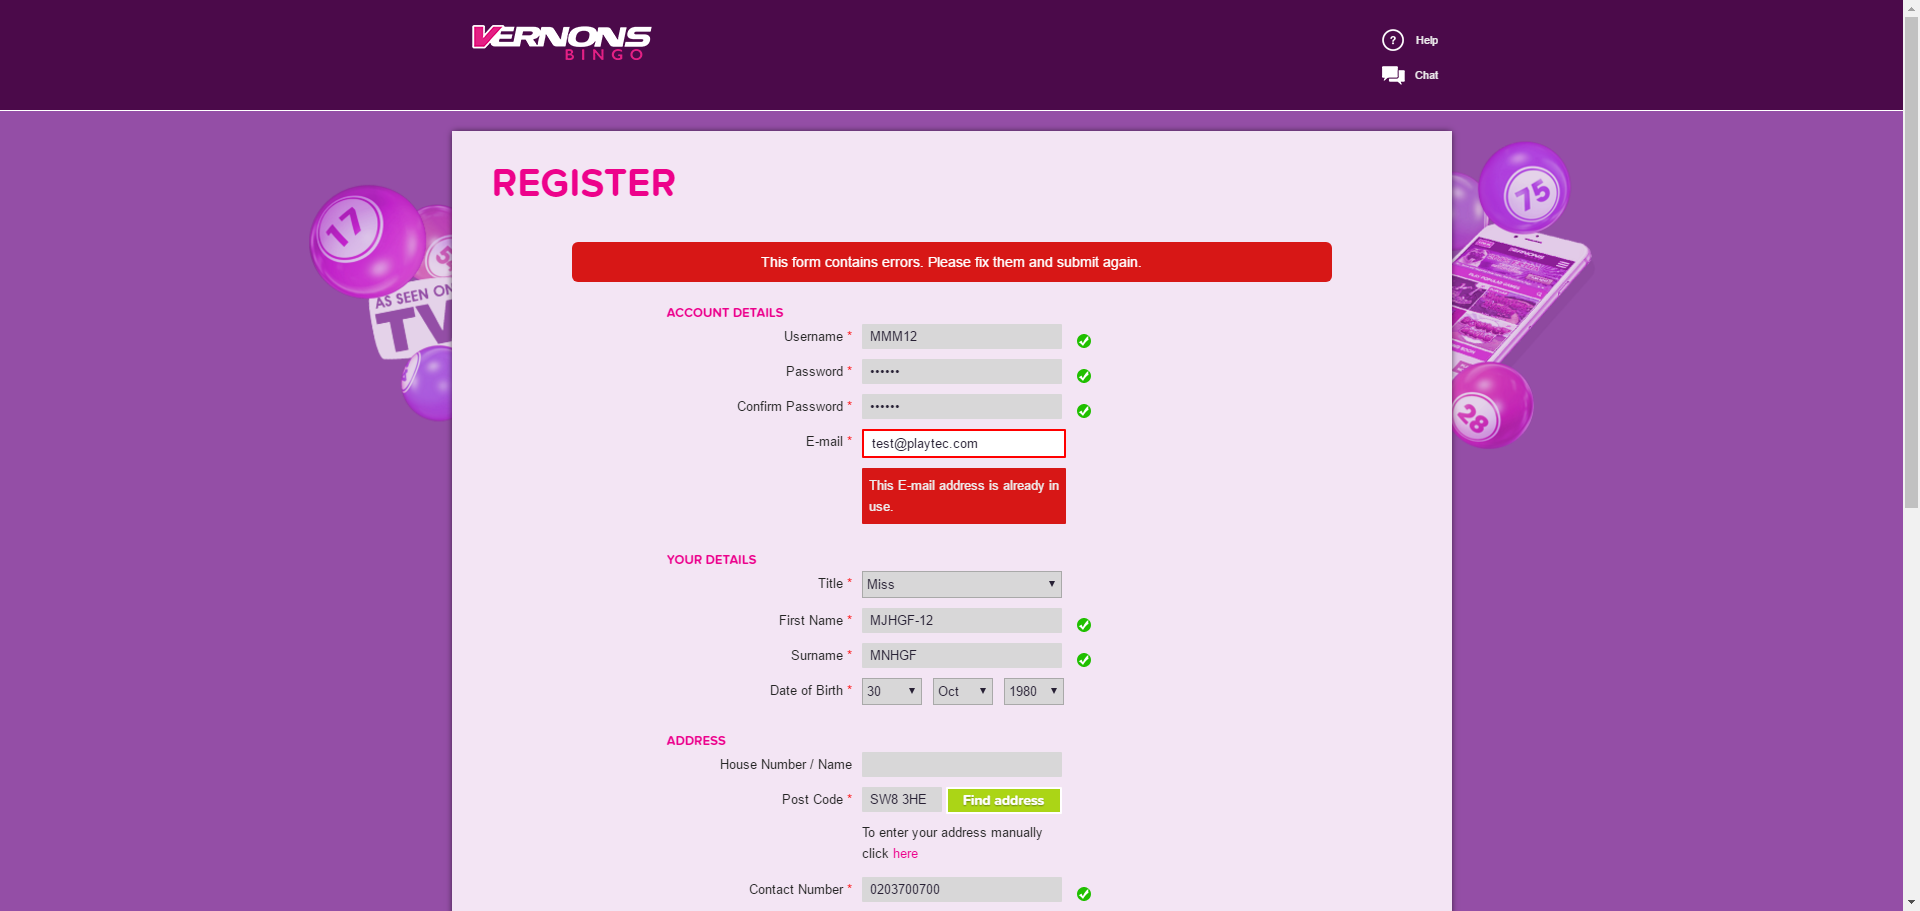 VERNONS
BINGO
? Help
Chat
REGISTER
17
AS SEEN ON
TV
75
28
This form contains errors. Please fix them and submit again.
ACCOUNT DETAILS
Username * MMM12
Password * ••••••
Confirm Password * ••••••
E-mail * test@playtec.com
This E-mail address is already in
use.
YOUR DETAILS
Title * Miss
First Name * MJHGF-12
Surname * MNHGF
Date of Birth * 30 Oct 1980
ADDRESS
House Number / Name
Post Code * SW8 3HE Find address
To enter your address manually
click here
Contact Number * 0203700700